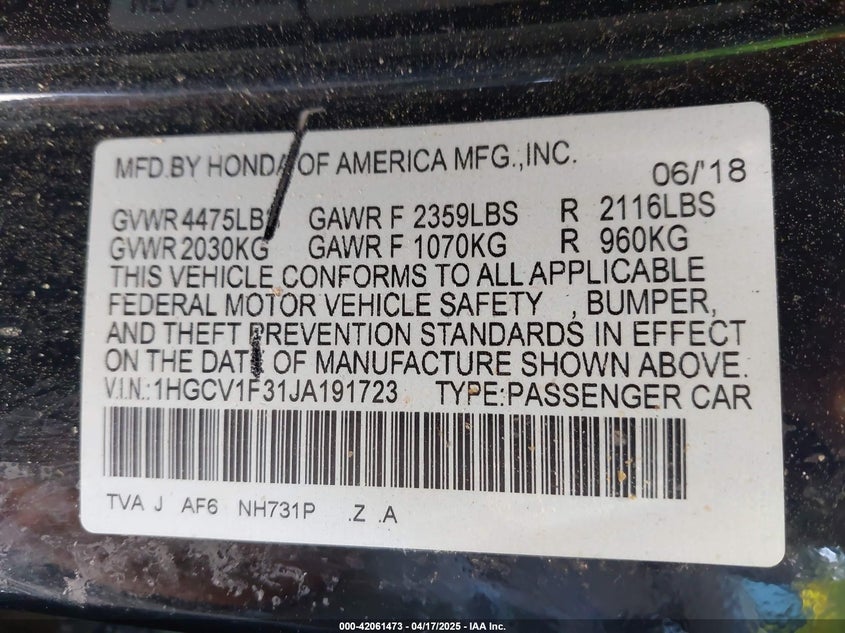 MFD.BY HONDA OF AMERICA MFG.,INC.
06/'18
GVWR 4475LBS GAWR F 2359LBS R 2116LBS
GVWR 2030KG GAWR F 1070KG R 960KG
THIS VEHICLE CONFORMS TO ALL APPLICABLE
FEDERAL MOTOR VEHICLE SAFETY , BUMPER,
AND THEFT PREVENTION STANDARDS IN EFFECT
ON THE DATE OF MANUFACTURE SHOWN ABOVE.
V.I.N.:1HGCV1F31JA191723 TYPE:PASSENGER CAR
TVA J AF6 NH731P .Z .A
000-42061473 - 04/17/2025 - IAA Inc.